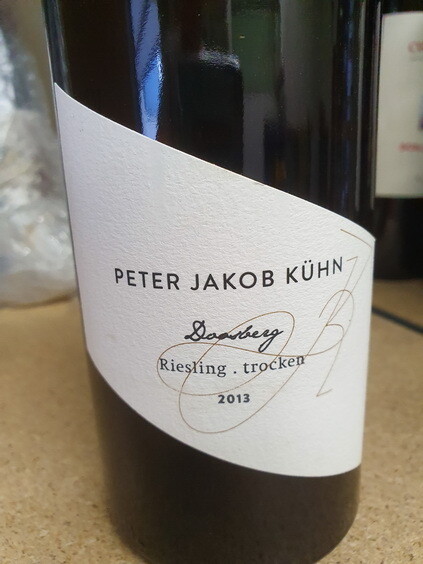 PETER JAKOB KÜHN
Doosberg
Riesling . trocken
2013